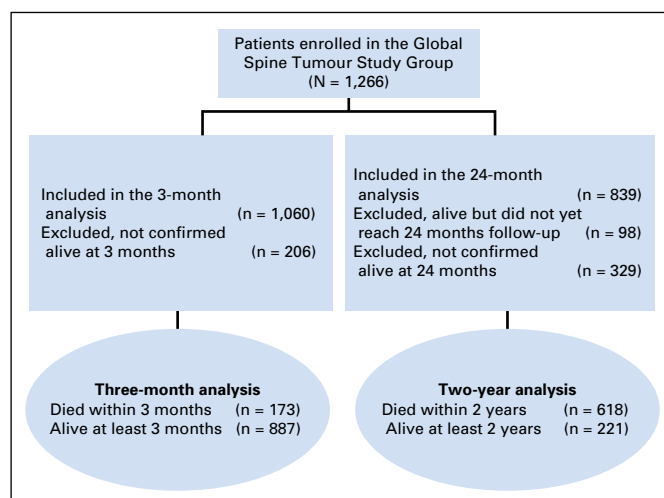 Patients enrolled in the Global
Spine Tumour Study Group
(N = 1,266)
Included in the 3-month
analysis (n = 1,060)
Excluded, not confirmed
alive at 3 months (n = 206)
Included in the 24-month
analysis (n = 839)
Excluded, alive but did not yet
reach 24 months follow-up (n = 98)
Excluded, not confirmed
alive at 24 months (n = 329)
Three-month analysis
Died within 3 months (n = 173)
Alive at least 3 months (n = 887)
Two-year analysis
Died within 2 years (n = 618)
Alive at least 2 years (n = 221)